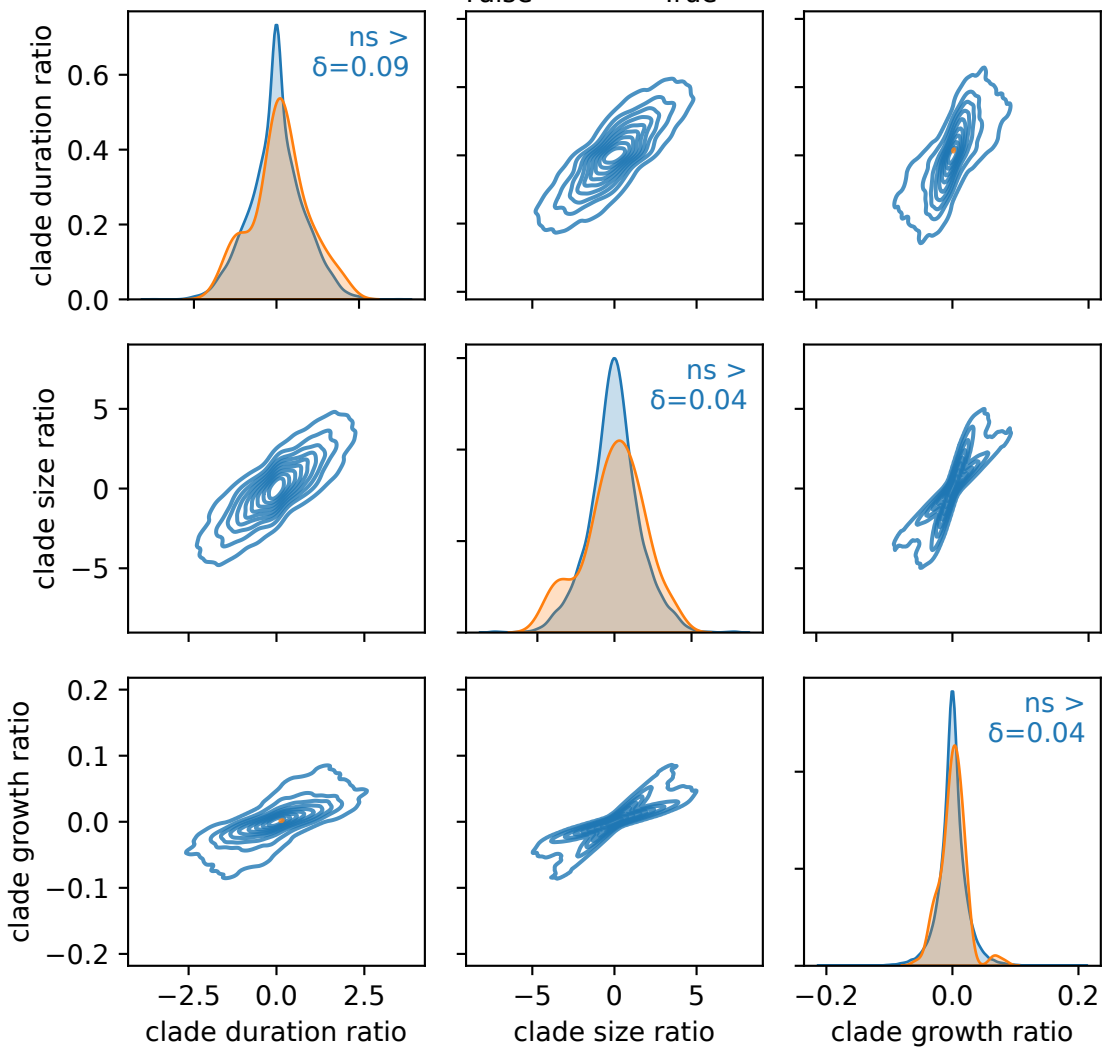 clade duration ratio
0.6
0.4
0.2
0.0
ns >
δ=0.09
clade size ratio
5
0
−5
ns >
δ=0.04
clade growth ratio
0.2
0.1
0.0
−0.1
−0.2
ns >
δ=0.04
−2.5 0.0 2.5
clade duration ratio
−5 0 5
clade size ratio
−0.2 0.0 0.2
clade growth ratio